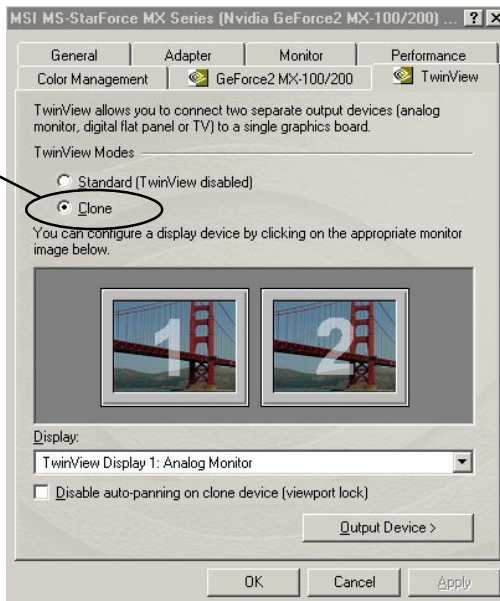 MSI MS-StarForce MX Series (Nvidia GeForce2 MX-100/200) ...
General Adapter Monitor Performance
Color Management GeForce2 MX-100/200 TwinView
TwinView allows you to connect two separate output devices (analog
monitor, digital flat panel or TV) to a single graphics board.
TwinView Modes
Standard (TwinView disabled)
Clone
You can configure a display device by clicking on the appropriate monitor
image below.
1 2
Display:
TwinView Display 1: Analog Monitor
Disable auto-panning on clone device (viewport lock)
Output Device >
OK Cancel Apply